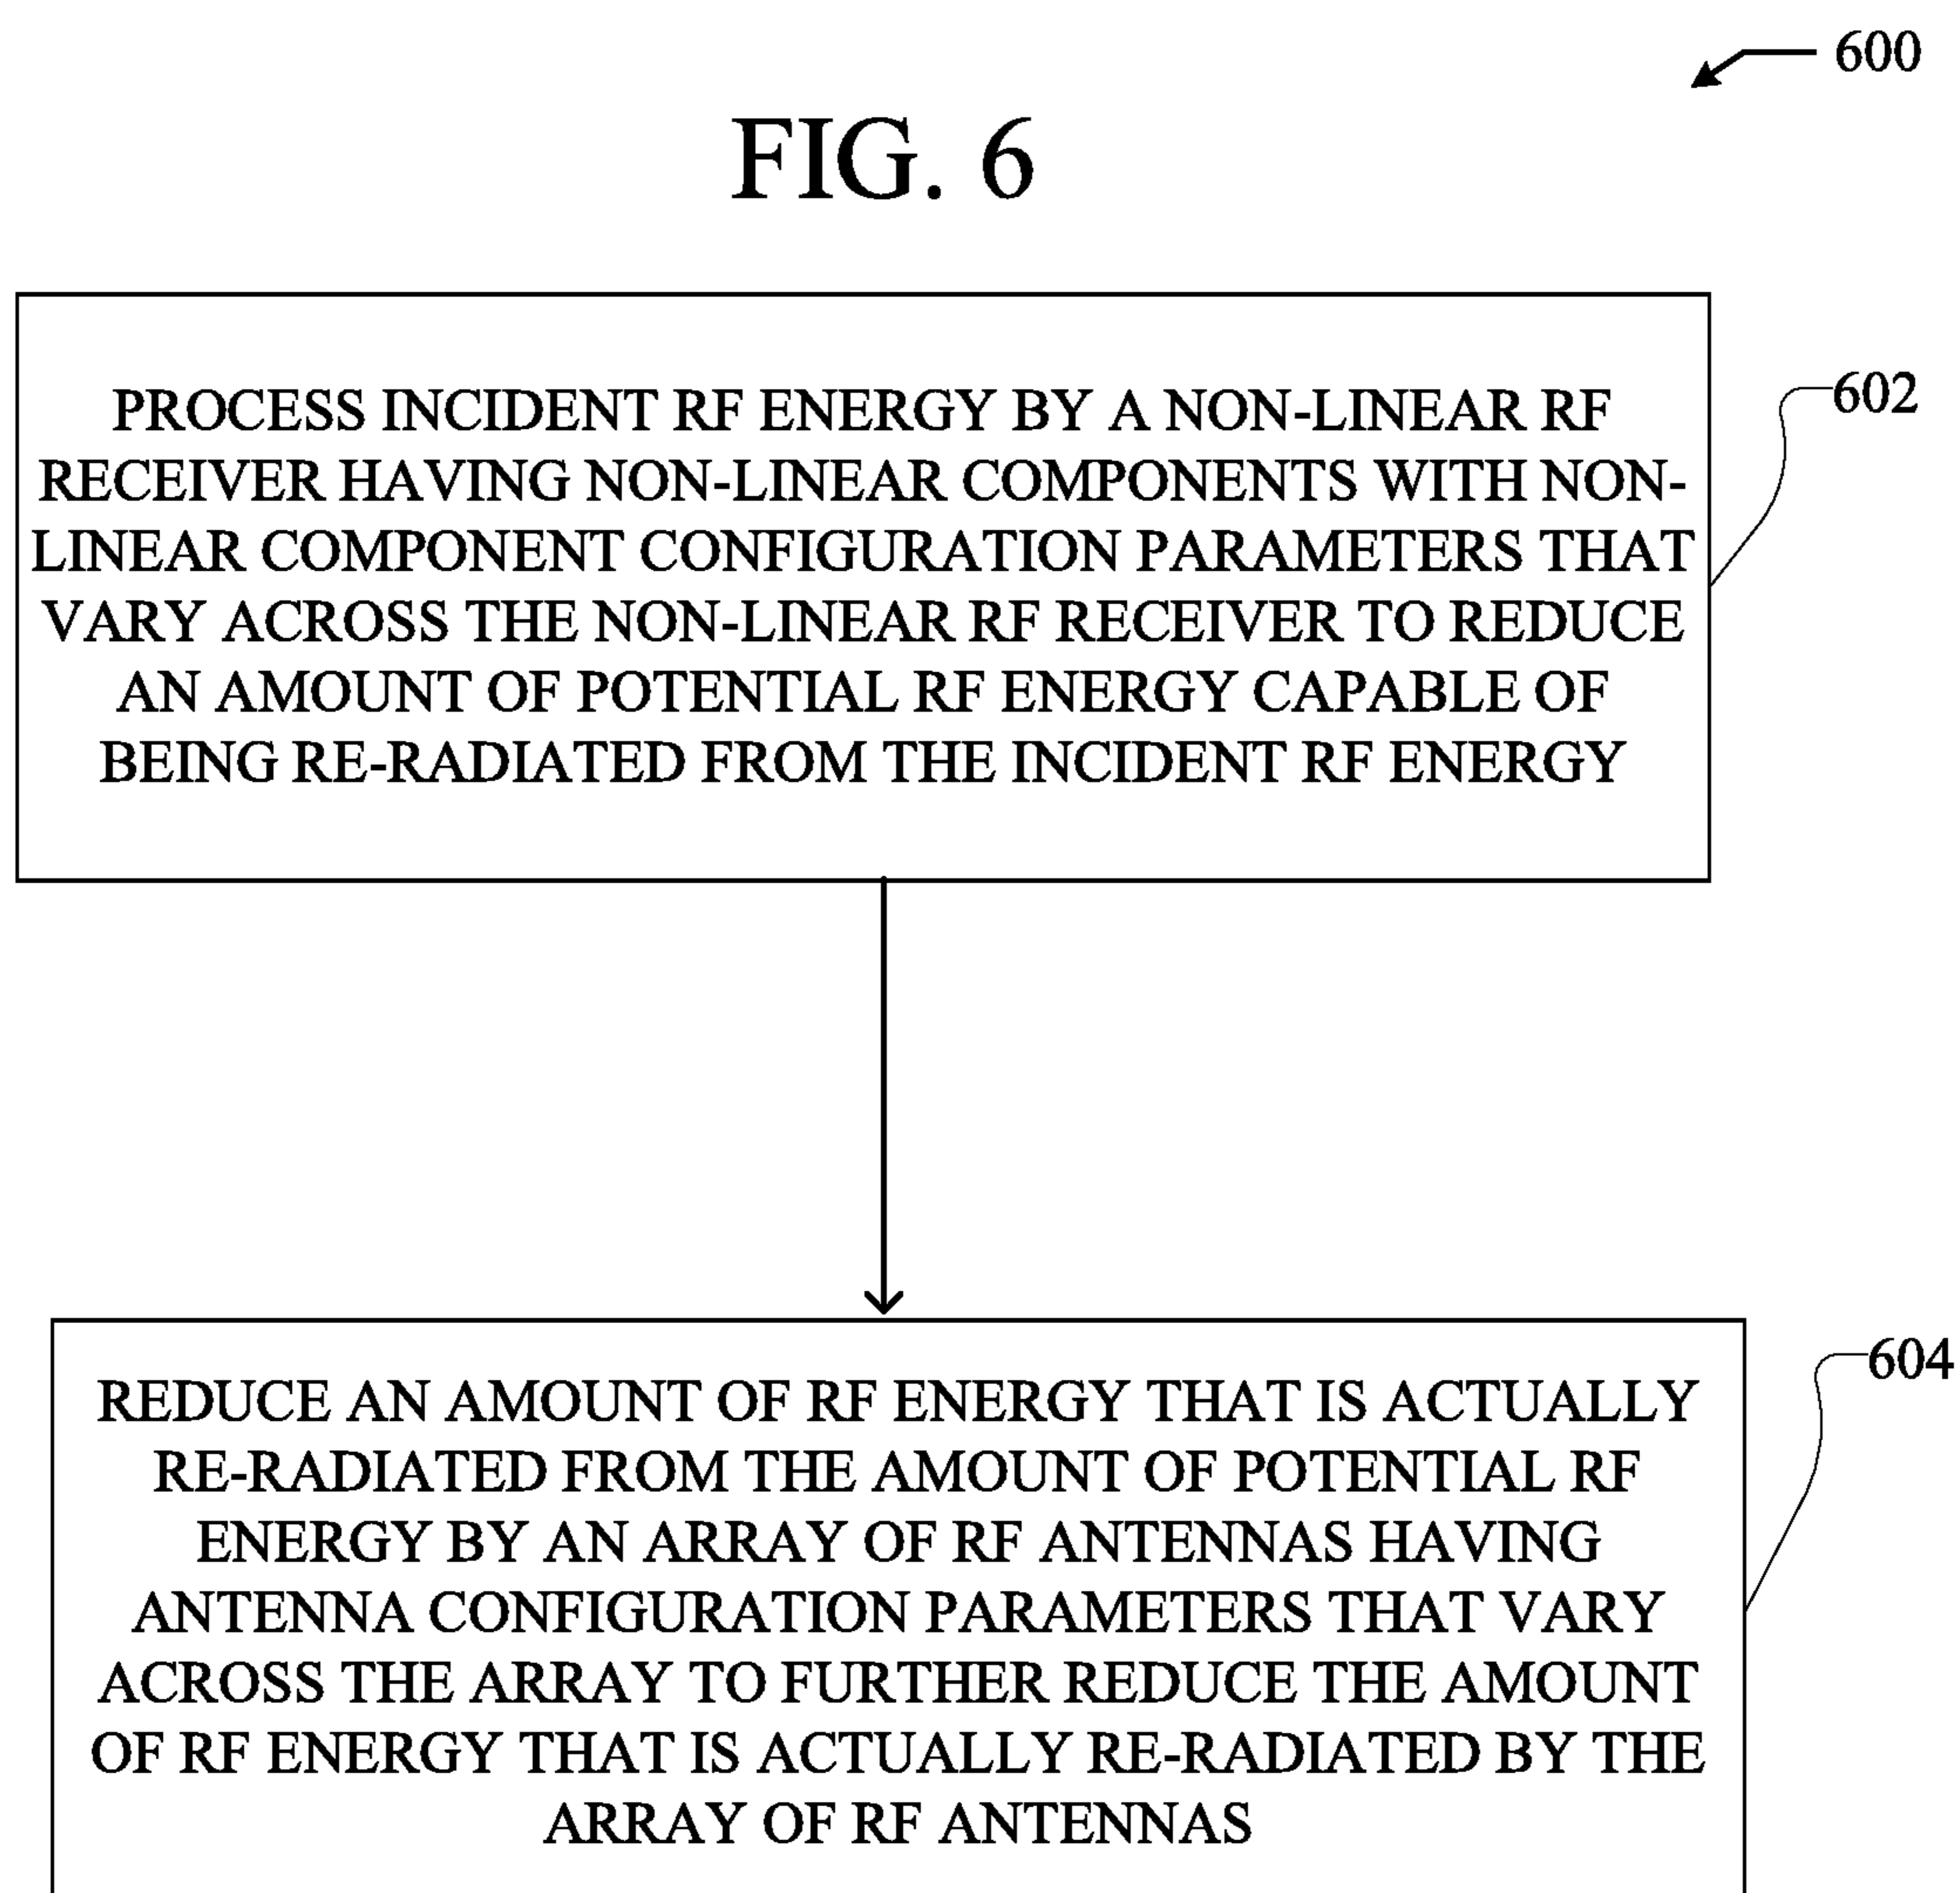 600
FIG. 6
PROCESS INCIDENT RF ENERGY BY A NON-LINEAR RF
RECEIVER HAVING NON-LINEAR COMPONENTS WITH NON-
LINEAR COMPONENT CONFIGURATION PARAMETERS THAT
VARY ACROSS THE NON-LINEAR RF RECEIVER TO REDUCE
AN AMOUNT OF POTENTIAL RF ENERGY CAPABLE OF
BEING RE-RADIATED FROM THE INCIDENT RF ENERGY
602
REDUCE AN AMOUNT OF RF ENERGY THAT IS ACTUALLY
RE-RADIATED FROM THE AMOUNT OF POTENTIAL RF
ENERGY BY AN ARRAY OF RF ANTENNAS HAVING
ANTENNA CONFIGURATION PARAMETERS THAT VARY
ACROSS THE ARRAY TO FURTHER REDUCE THE AMOUNT
OF RF ENERGY THAT IS ACTUALLY RE-RADIATED BY THE
ARRAY OF RF ANTENNAS
604